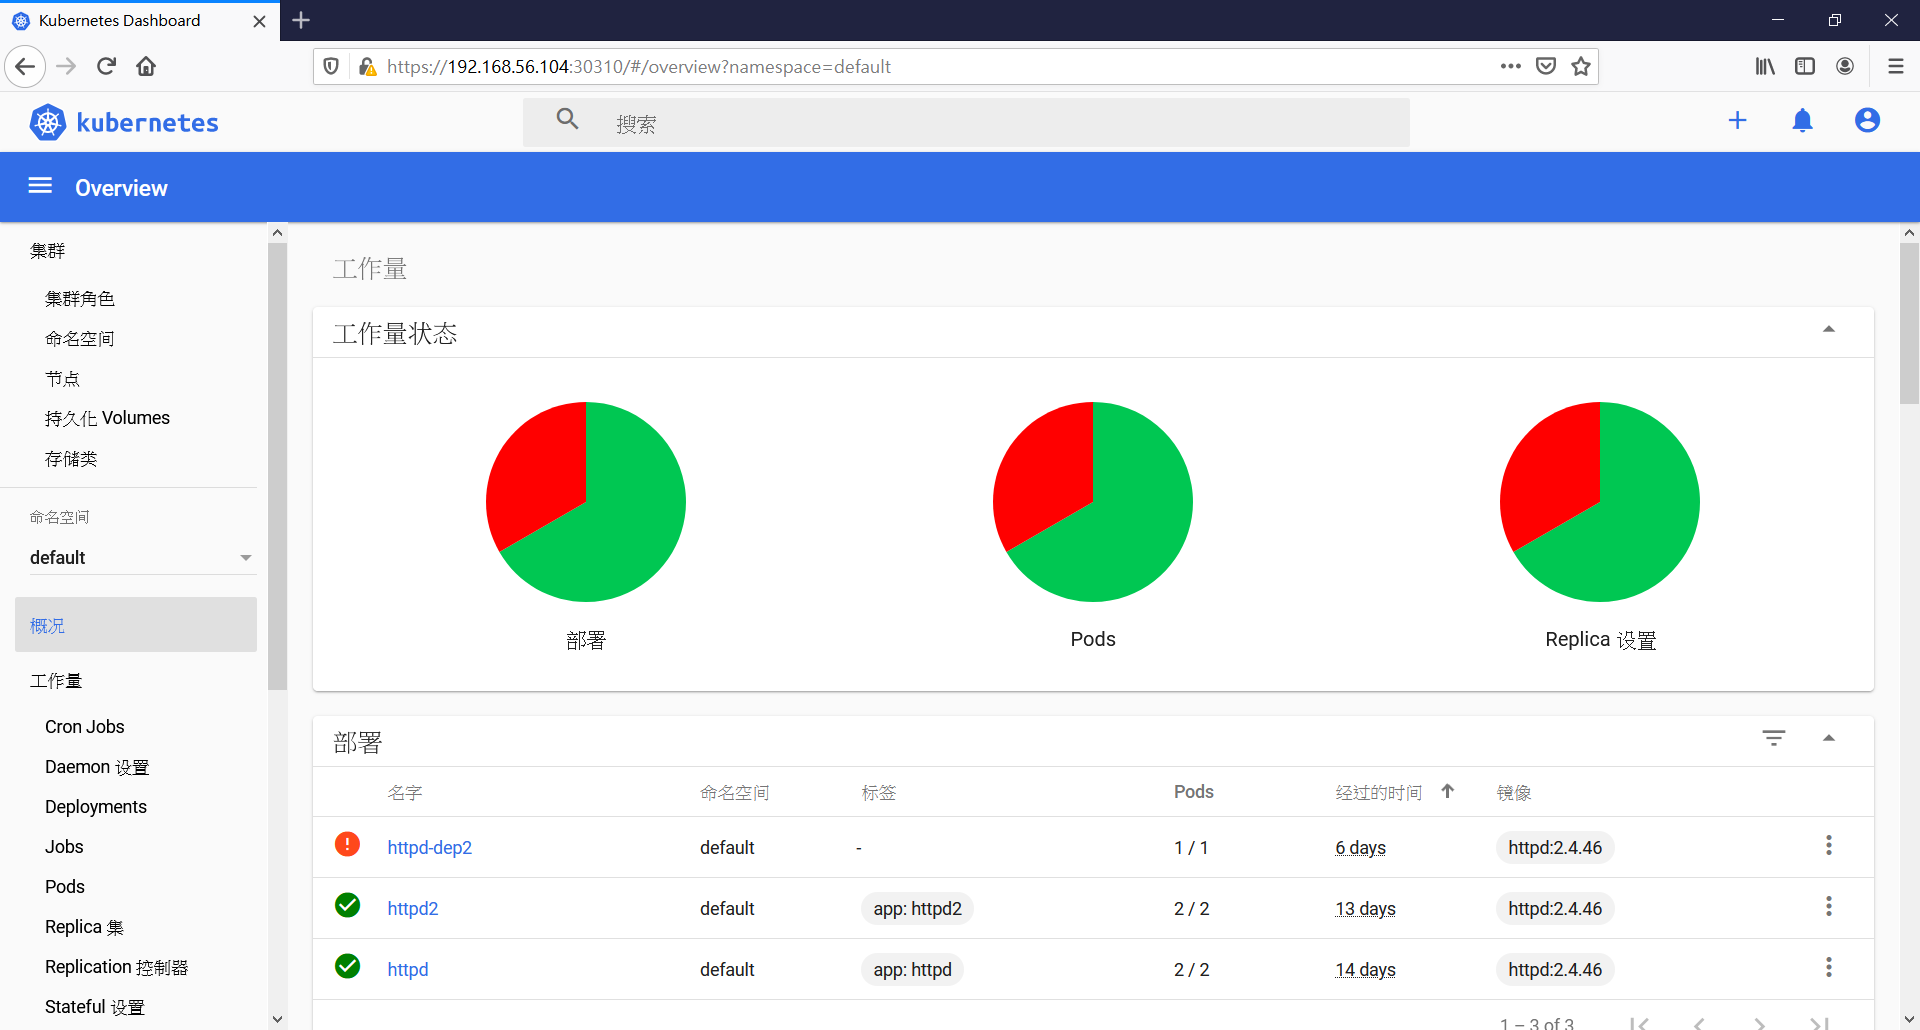 Kubernetes Dashboard
https://192.168.56.104:30310/#/overview?namespace=default
kubernetes
搜索
Overview
集群
集群角色
命名空间
节点
持久化 Volumes
存储类
命名空间
default
概况
工作量
Cron Jobs
Daemon 设置
Deployments
Jobs
Pods
Replica 集
Replication 控制器
Stateful 设置
工作量
工作量状态
部署
Pods
Replica 设置
部署
名字 命名空间 标签 Pods 经过的时间 镜像
httpd-dep2 default - 1 / 1 6 days httpd:2.4.46
httpd2 default app: httpd2 2 / 2 13 days httpd:2.4.46
httpd default app: httpd 2 / 2 14 days httpd:2.4.46
1 – 3 of 3